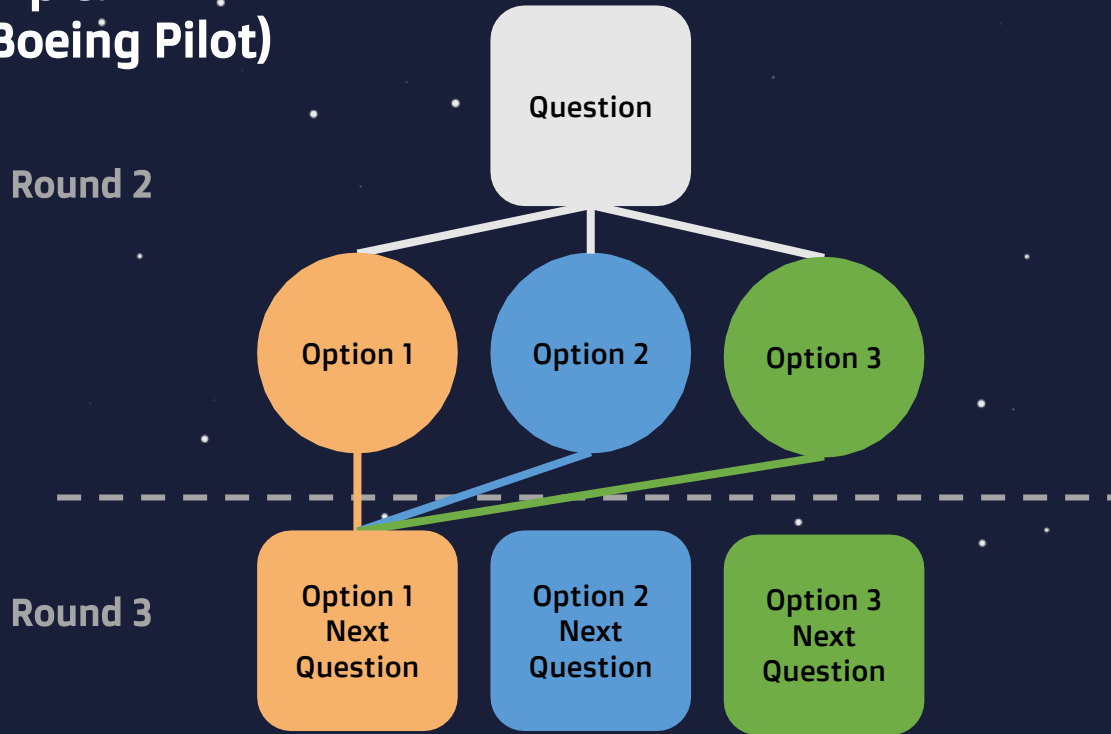 Boeing Pilot)
Question
Round 2
Option 1
Option 2
Option 3
Round 3
Option 1
Next
Question
Option 2
Next
Question
Option 3
Next
Question